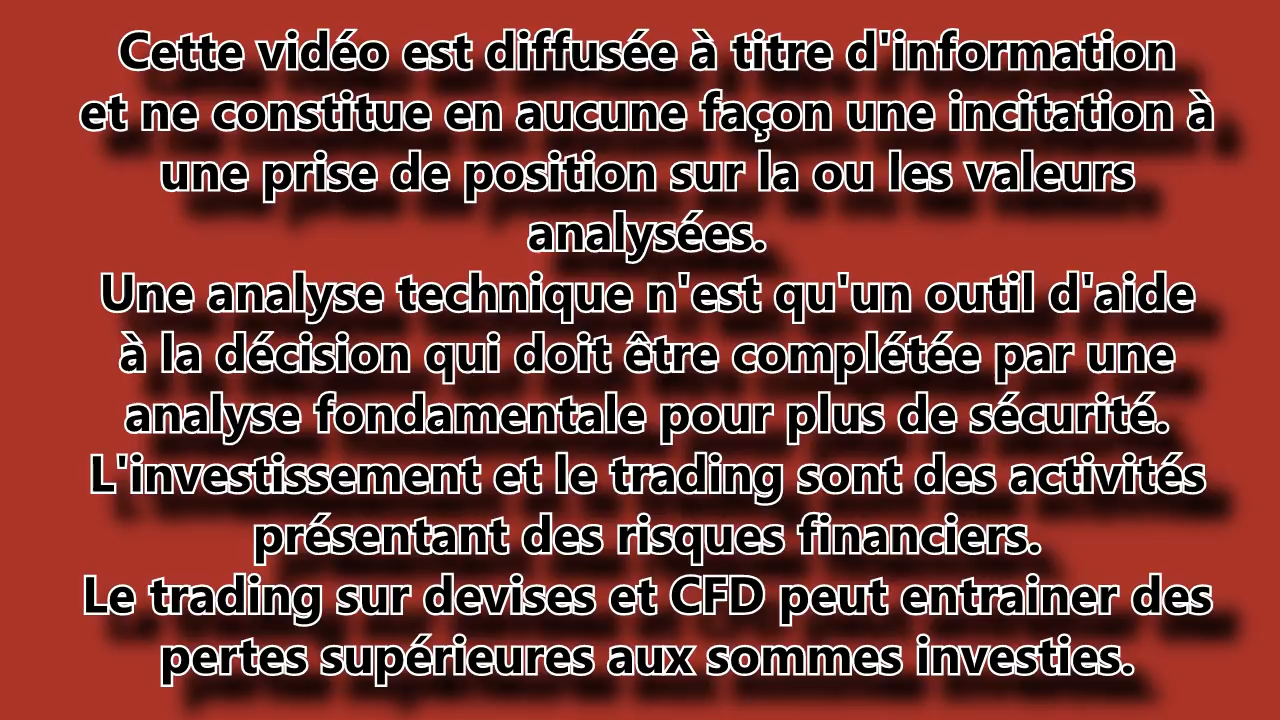 Cette vidéo est diffusée à titre d'information
et ne constitue en aucune façon une incitation à
une prise de position sur la ou les valeurs
analysées.
Une analyse technique n'est qu'un outil d'aide
à la décision qui doit être complétée par une
analyse fondamentale pour plus de sécurité.
L'investissement et le trading sont des activités
présentant des risques financiers.
Le trading sur devises et CFD peut entrainer des
pertes supérieures aux sommes investies.